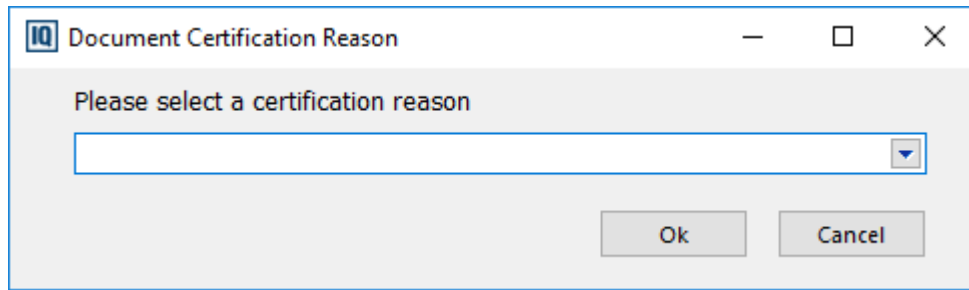 IQ Document Certification Reason
Please select a certification reason
Ok Cancel